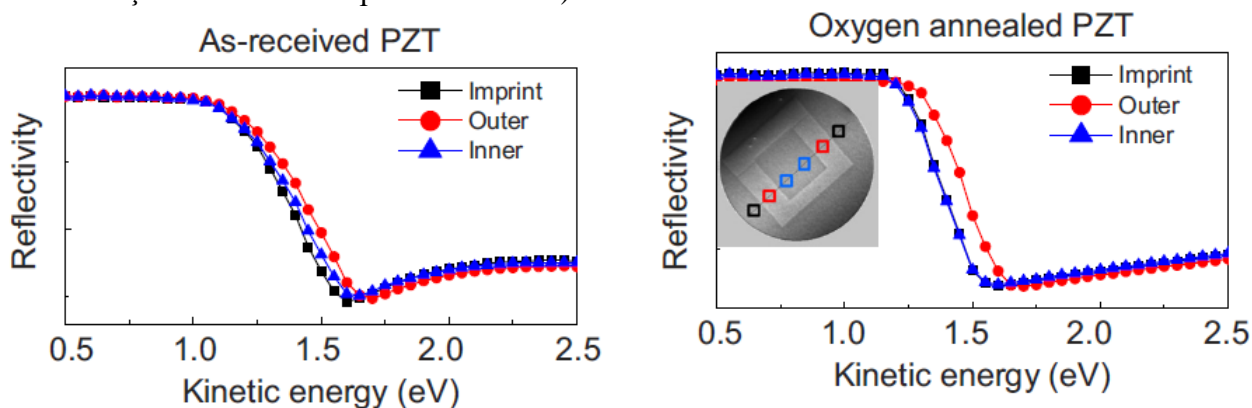 As-received PZT
Reflectivity
Imprint
Outer
Inner
0.5 1.0 1.5 2.0 2.5
Kinetic energy (eV)
Oxygen annealed PZT
Reflectivity
Imprint
Outer
Inner
0.5 1.0 1.5 2.0 2.5
Kinetic energy (eV)